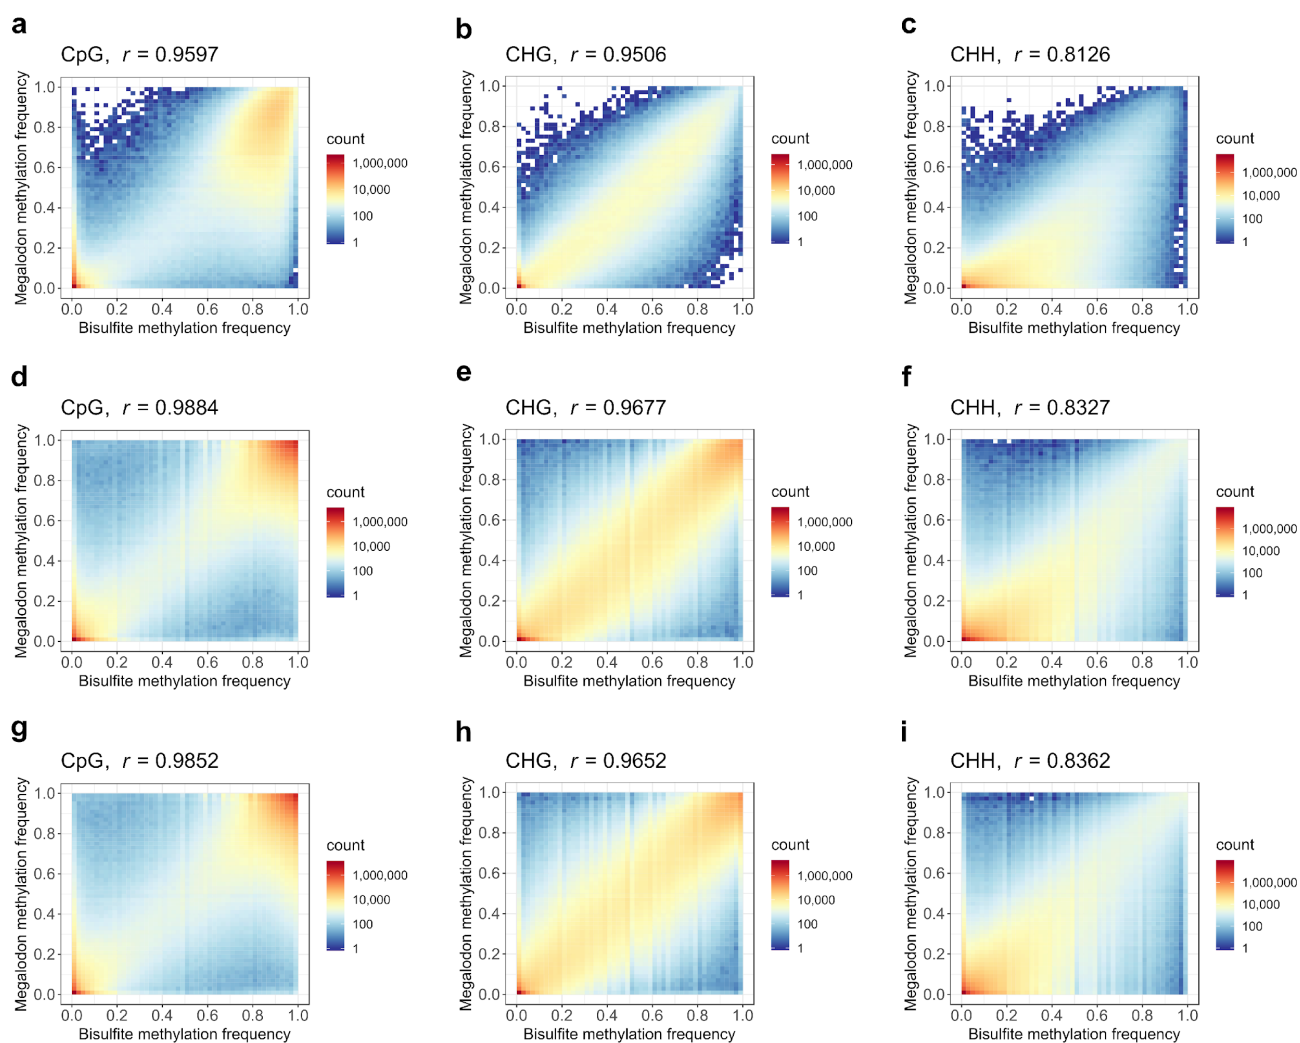 a
CpG, r = 0.9597
Megalodon methylation frequency
1.0
0.8
0.6
0.4
0.2
0.0
0.0 0.2 0.4 0.6 0.8 1.0
Bisulfite methylation frequency
count
1,000,000
10,000
100
1
b
CHG, r = 0.9506
Megalodon methylation frequency
1.0
0.8
0.6
0.4
0.2
0.0
0.0 0.2 0.4 0.6 0.8 1.0
Bisulfite methylation frequency
count
1,000,000
10,000
100
1
c
CHH, r = 0.8126
Megalodon methylation frequency
1.0
0.8
0.6
0.4
0.2
0.0
0.0 0.2 0.4 0.6 0.8 1.0
Bisulfite methylation frequency
count
1,000,000
10,000
100
1
d
CpG, r = 0.9884
Megalodon methylation frequency
1.0
0.8
0.6
0.4
0.2
0.0
0.0 0.2 0.4 0.6 0.8 1.0
Bisulfite methylation frequency
count
1,000,000
10,000
100
1
e
CHG, r = 0.9677
Megalodon methylation frequency
1.0
0.8
0.6
0.4
0.2
0.0
0.0 0.2 0.4 0.6 0.8 1.0
Bisulfite methylation frequency
count
1,000,000
10,000
100
1
f
CHH, r = 0.8327
Megalodon methylation frequency
1.0
0.8
0.6
0.4
0.2
0.0
0.0 0.2 0.4 0.6 0.8 1.0
Bisulfite methylation frequency
count
1,000,000
10,000
100
1
g
CpG, r = 0.9852
Megalodon methylation frequency
1.0
0.8
0.6
0.4
0.2
0.0
0.0 0.2 0.4 0.6 0.8 1.0
Bisulfite methylation frequency
count
1,000,000
10,000
100
1
h
CHG, r = 0.9652
Megalodon methylation frequency
1.0
0.8
0.6
0.4
0.2
0.0
0.0 0.2 0.4 0.6 0.8 1.0
Bisulfite methylation frequency
count
1,000,000
10,000
100
1
i
CHH, r = 0.8362
Megalodon methylation frequency
1.0
0.8
0.6
0.4
0.2
0.0
0.0 0.2 0.4 0.6 0.8 1.0
Bisulfite methylation frequency
count
1,000,000
10,000
100
1